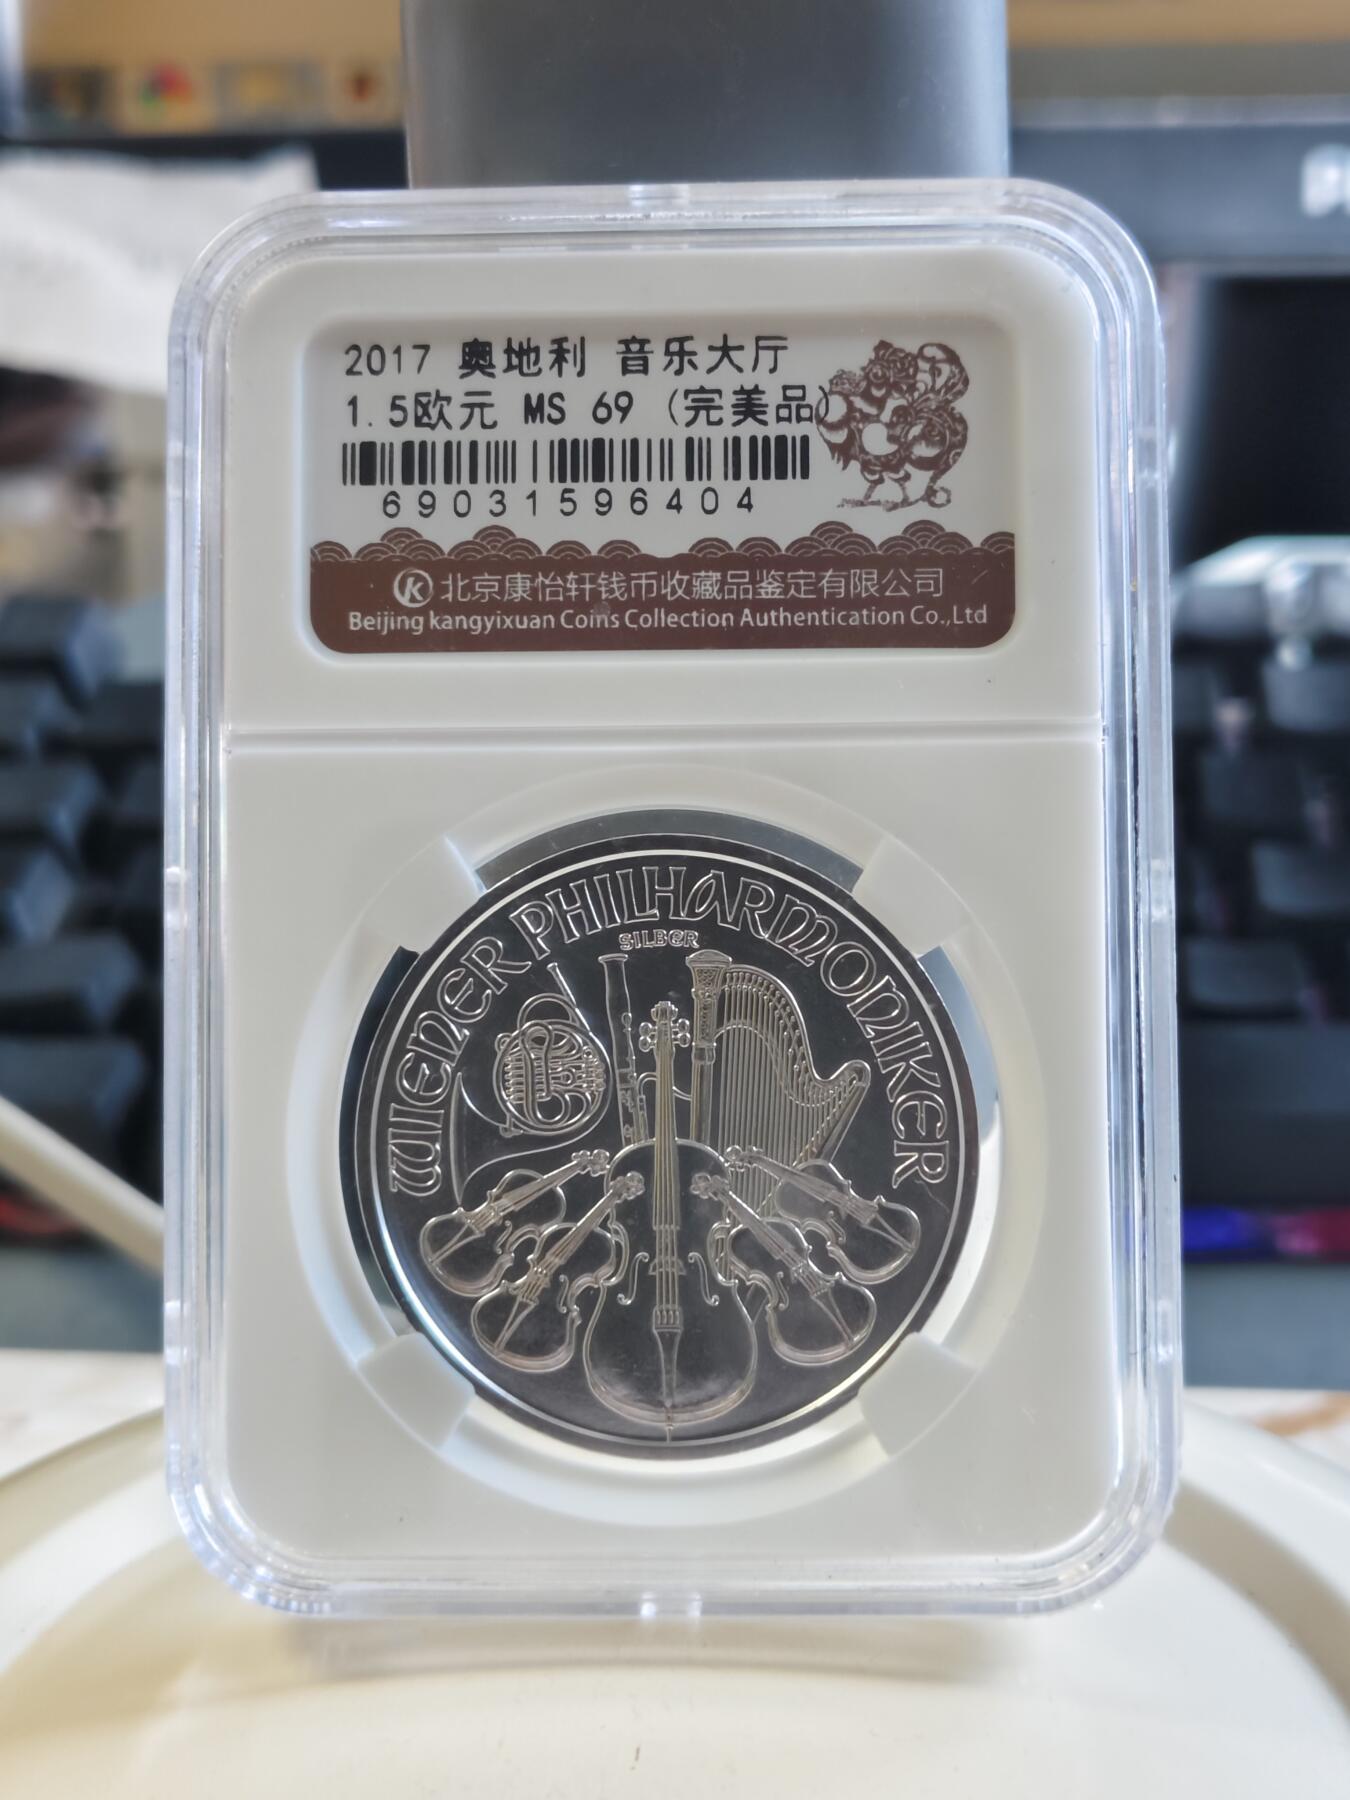 2017 奥地利 音乐大厅
1.5欧元 MS 69 (完美品)
69031596404
K 北京康怡轩钱币收藏品鉴定有限公司
Beijing kangyixuan Coins Collection Authentication Co.,Ltd
WIENER PHILHARMONIKER
SILBER